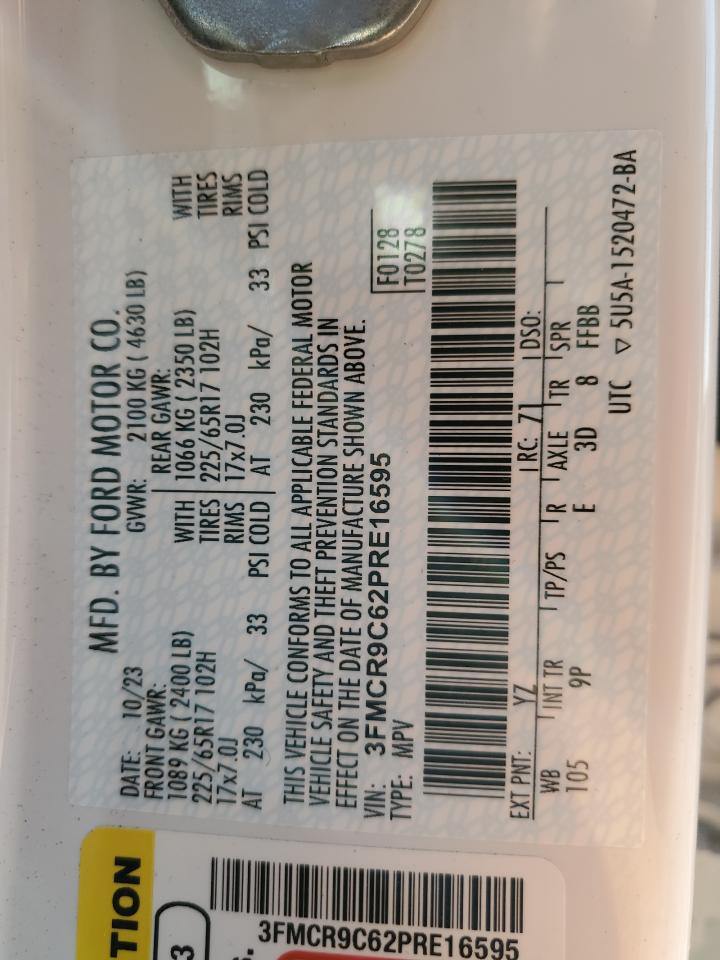 MFD. BY FORD MOTOR CO.
DATE: 10/23 GVWR: 2100 KG ( 4630 LB)
FRONT GAWR: REAR GAWR:
1089 KG ( 2400 LB) WITH 1066 KG ( 2350 LB) WITH
225/65R17 102H TIRES 225/65R17 102H TIRES
17x7.0J RIMS 17x7.0J RIMS
AT 230 kPa/ 33 PSI COLD AT 230 kPa/ 33 PSI COLD
THIS VEHICLE CONFORMS TO ALL APPLICABLE FEDERAL MOTOR
VEHICLE SAFETY AND THEFT PREVENTION STANDARDS IN
EFFECT ON THE DATE OF MANUFACTURE SHOWN ABOVE.
VIN: 3FMCR9C62PRE16595 F0128
TYPE: MPV T0278
EXT PNT: YZ RC: 71 DSO:
WB INT TR TP/PS R AXLE TR SPR
105 9P E 3D 8 FFBB
UTC ▽ 5U5A-1520472-BA
TION
3
3FMCR9C62PRE16595